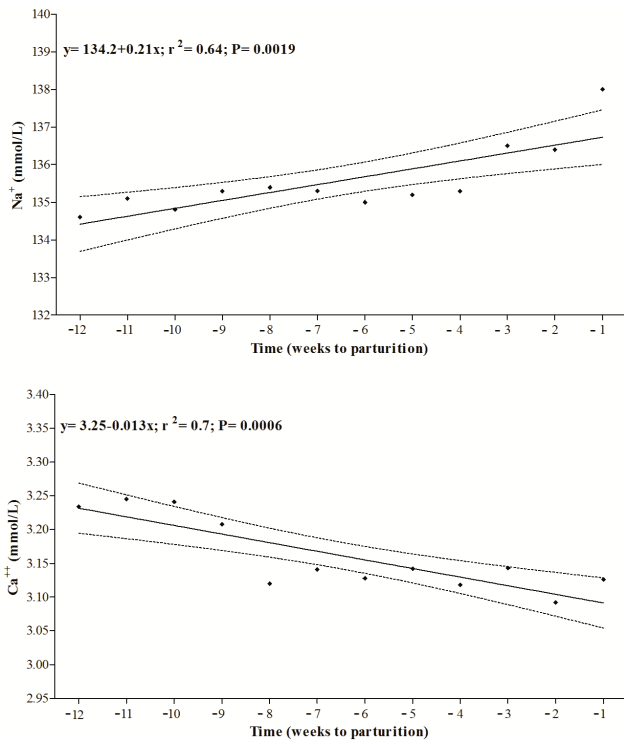 140
y= 134.2+0.21x; r²= 0.64; P= 0.0019
139
138
137
136
135
134
133
132
Na⁺ (mmol/L)
-12 -11 -10 -9 -8 -7 -6 -5 -4 -3 -2 -1
Time (weeks to parturition)
3.40
y= 3.25-0.013x; r²= 0.7; P= 0.0006
3.35
3.30
3.25
3.20
3.15
3.10
3.05
3.00
2.95
Ca⁺⁺ (mmol/L)
-12 -11 -10 -9 -8 -7 -6 -5 -4 -3 -2 -1
Time (weeks to parturition)